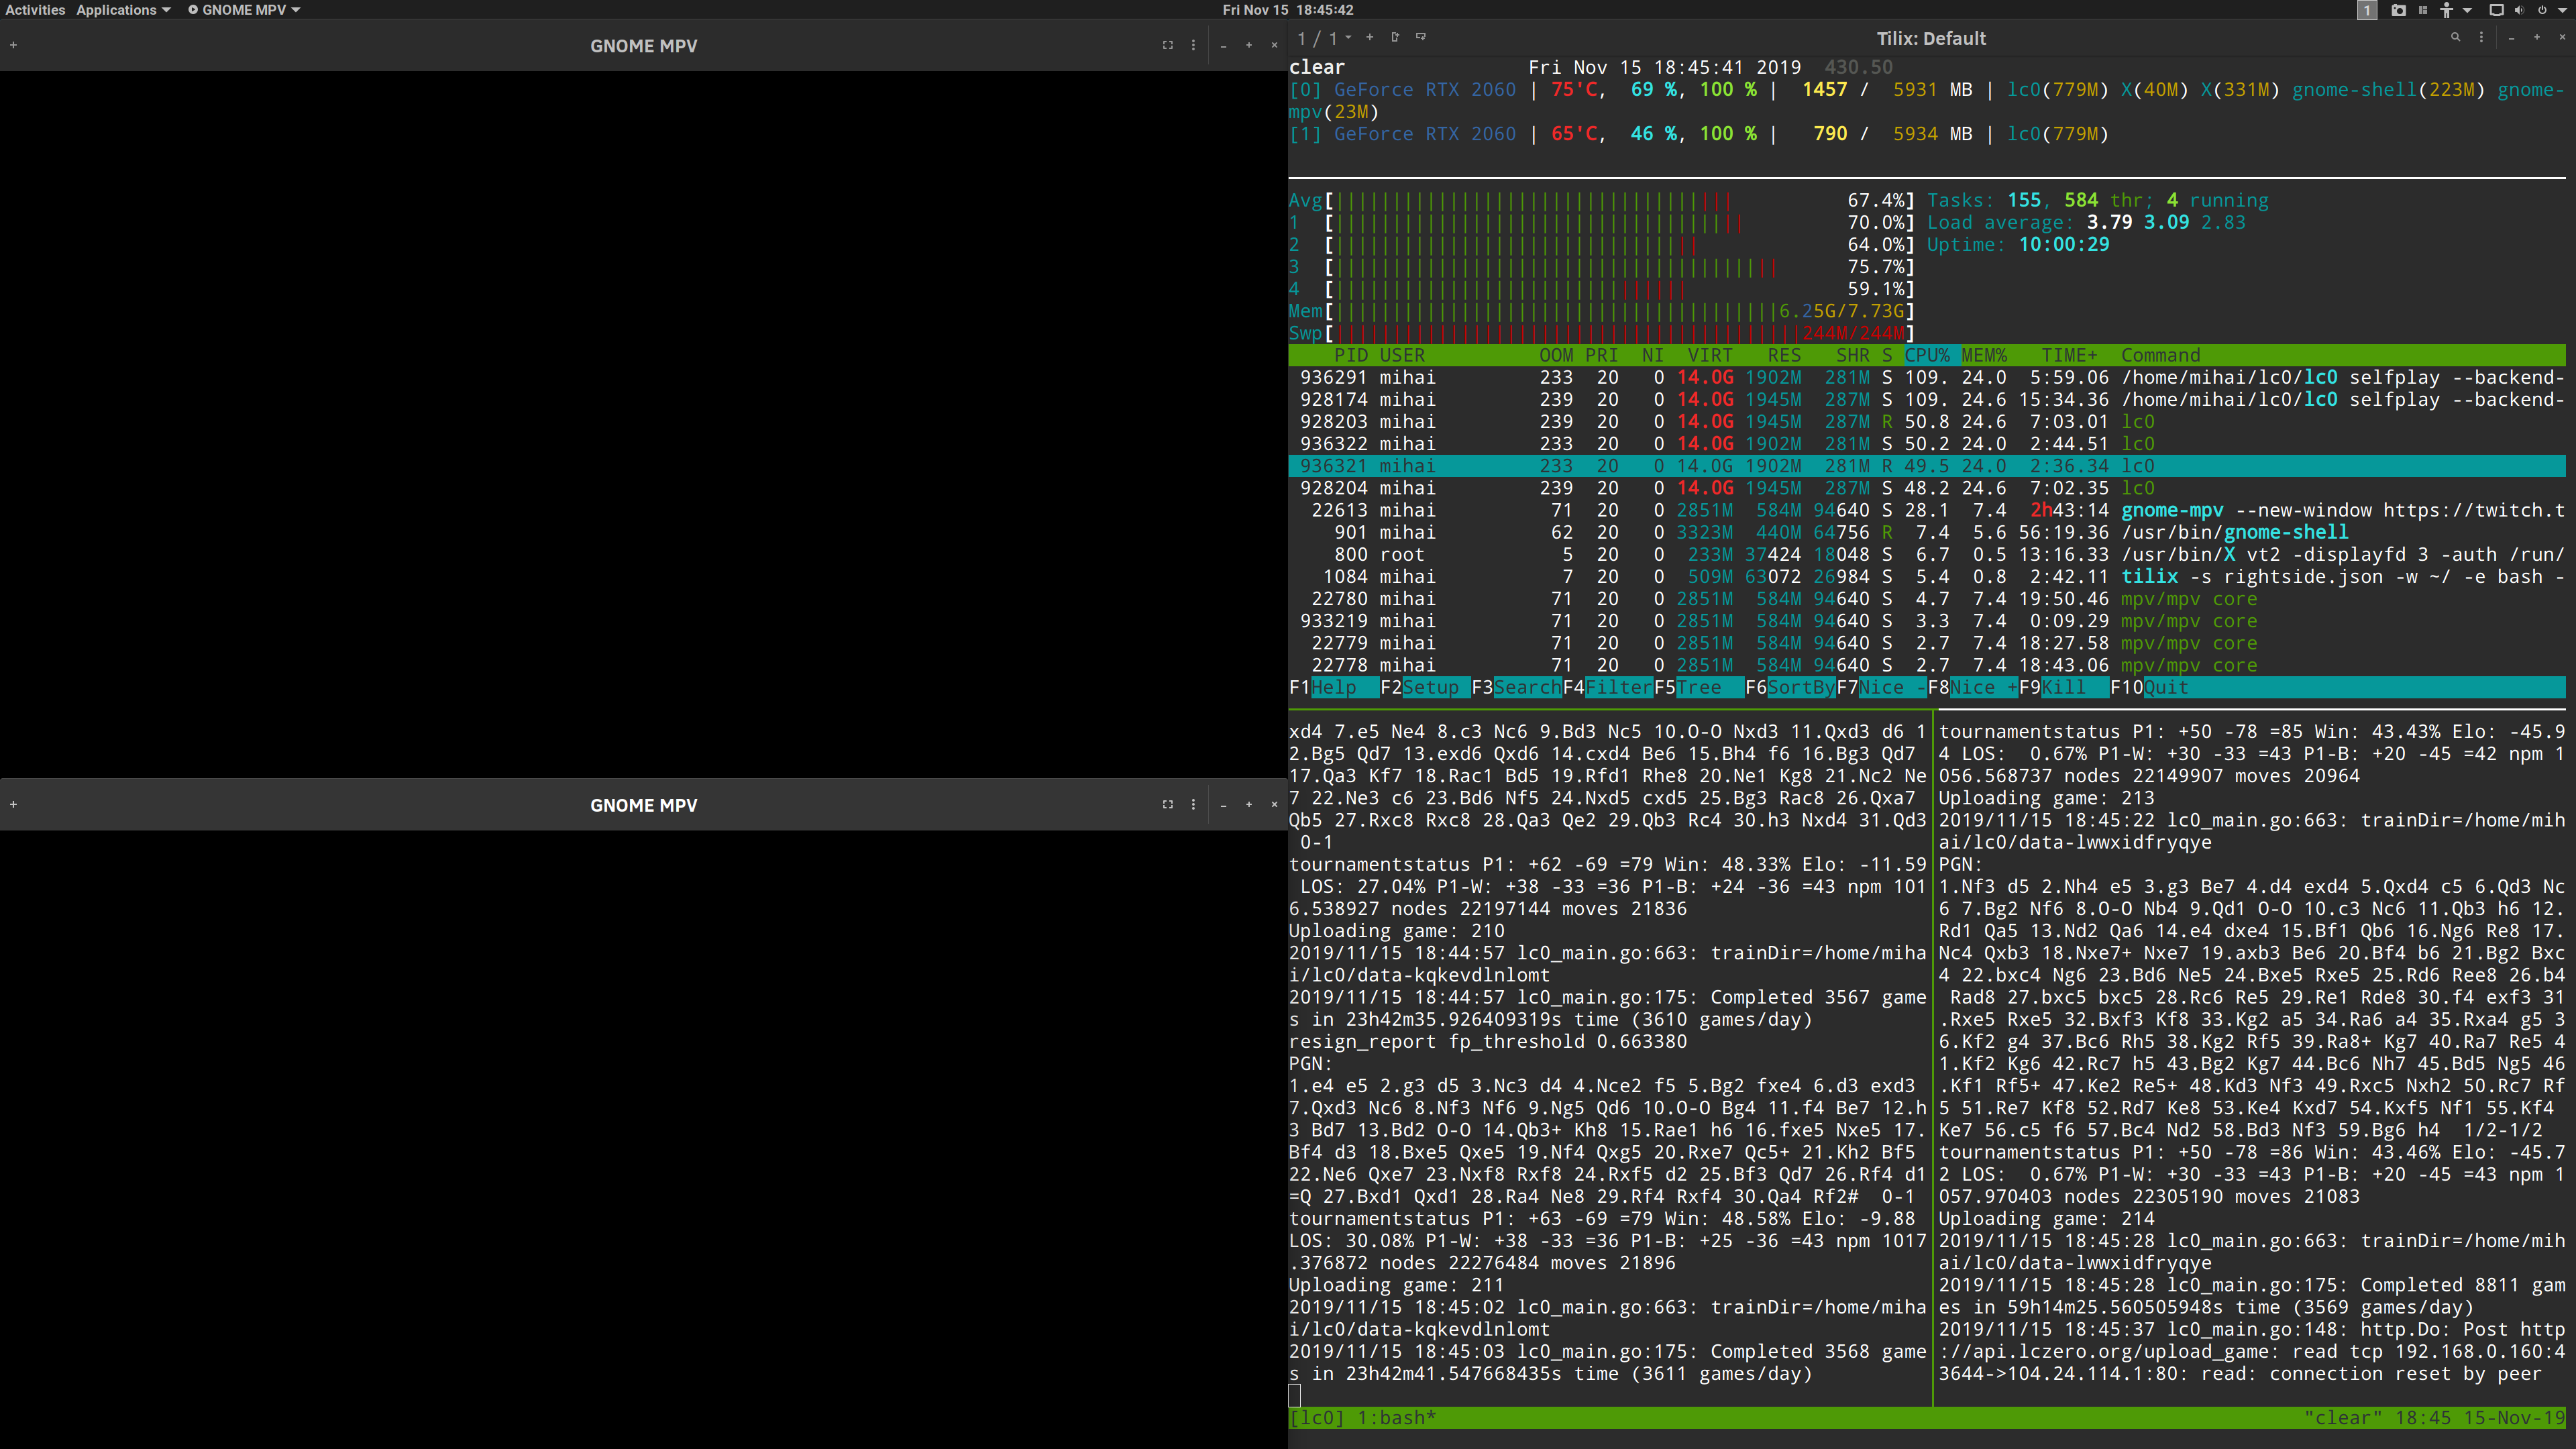 Activities Applications GNOME MPV Fri Nov 15 18:45:42 1
GNOME MPV
GNOME MPV
1 / 1 Tilix: Default
clear Fri Nov 15 18:45:41 2019 430.50
[0] GeForce RTX 2060 | 75'C, 69 %, 100 % | 1457 / 5931 MB | lc0(779M) X(40M) X(331M) gnome-shell(223M) gnome-
mpv(23M)
[1] GeForce RTX 2060 | 65'C, 46 %, 100 % | 790 / 5934 MB | lc0(779M)
Avg[ 67.4%] Tasks: 155, 584 thr; 4 running
1 [ 70.0%] Load average: 3.79 3.09 2.83
2 [ 64.0%] Uptime: 10:00:29
3 [ 75.7%]
4 [ 59.1%]
Mem[ 6.25G/7.73G]
Swp[ 244M/244M]
PID USER OOM PRI NI VIRT RES SHR S CPU% MEM% TIME+ Command
936291 mihai 233 20 0 14.0G 1902M 281M S 109. 24.0 5:59.06 /home/mihai/lc0/lc0 selfplay --backend-
928174 mihai 239 20 0 14.0G 1945M 287M S 109. 24.6 15:34.36 /home/mihai/lc0/lc0 selfplay --backend-
928203 mihai 239 20 0 14.0G 1945M 287M R 50.8 24.6 7:03.01 lc0
936322 mihai 233 20 0 14.0G 1902M 281M S 50.2 24.0 2:44.51 lc0
936321 mihai 233 20 0 14.0G 1902M 281M R 49.5 24.0 2:36.34 lc0
928204 mihai 239 20 0 14.0G 1945M 287M S 48.2 24.6 7:02.35 lc0
22613 mihai 71 20 0 2851M 584M 94640 S 28.1 7.4 2h43:14 gnome-mpv --new-window https://twitch.t
901 mihai 62 20 0 3323M 440M 64756 R 7.4 5.6 56:19.36 /usr/bin/gnome-shell
800 root 5 20 0 233M 37424 18048 S 6.7 0.5 13:16.33 /usr/bin/X vt2 -displayfd 3 -auth /run/
1084 mihai 7 20 0 509M 63072 26984 S 5.4 0.8 2:42.11 tilix -s rightside.json -w ~/ -e bash -
22780 mihai 71 20 0 2851M 584M 94640 S 4.7 7.4 19:50.46 mpv/mpv core
933219 mihai 71 20 0 2851M 584M 94640 S 3.3 7.4 0:09.29 mpv/mpv core
22779 mihai 71 20 0 2851M 584M 94640 S 2.7 7.4 18:27.58 mpv/mpv core
22778 mihai 71 20 0 2851M 584M 94640 S 2.7 7.4 18:43.06 mpv/mpv core
F1Help F2Setup F3SearchF4FilterF5Tree F6SortByF7Nice -F8Nice +F9Kill F10Quit
xd4 7.e5 Ne4 8.c3 Nc6 9.Bd3 Nc5 10.O-O Nxd3 11.Qxd3 d6 1
2.Bg5 Qd7 13.exd6 Qxd6 14.cxd4 Be6 15.Bh4 f6 16.Bg3 Qd7
17.Qa3 Kf7 18.Rac1 Bd5 19.Rfd1 Rhe8 20.Ne1 Kg8 21.Nc2 Ne
7 22.Ne3 c6 23.Bd6 Nf5 24.Nxd5 cxd5 25.Bg3 Rac8 26.Qxa7
Qb5 27.Rxc8 Rxc8 28.Qa3 Qe2 29.Qb3 Rc4 30.h3 Nxd4 31.Qd3
0-1
tournamentstatus P1: +62 -69 =79 Win: 48.33% Elo: -11.59
LOS: 27.04% P1-W: +38 -33 =36 P1-B: +24 -36 =43 npm 101
6.538927 nodes 22197144 moves 21836
Uploading game: 210
2019/11/15 18:44:57 lc0_main.go:663: trainDir=/home/miha
i/lc0/data-kqkevdlnlomt
2019/11/15 18:44:57 lc0_main.go:175: Completed 3567 game
s in 23h42m35.926409319s time (3610 games/day)
resign_report fp_threshold 0.663380
PGN:
1.e4 e5 2.g3 d5 3.Nc3 d4 4.Nce2 f5 5.Bg2 fxe4 6.d3 exd3
7.Qxd3 Nc6 8.Nf3 Nf6 9.Ng5 Qd6 10.O-O Bg4 11.f4 Be7 12.h
3 Bd7 13.Bd2 O-O 14.Qb3+ Kh8 15.Rae1 h6 16.fxe5 Nxe5 17.
Bf4 d3 18.Bxe5 Qxe5 19.Nf4 Qxg5 20.Rxe7 Qc5+ 21.Kh2 Bf5
22.Ne6 Qxe7 23.Nxf8 Rxf8 24.Rxf5 d2 25.Bf3 Qd7 26.Rf4 d1
=Q 27.Bxd1 Qxd1 28.Ra4 Ne8 29.Rf4 Rxf4 30.Qa4 Rf2# 0-1
tournamentstatus P1: +63 -69 =79 Win: 48.58% Elo: -9.88
LOS: 30.08% P1-W: +38 -33 =36 P1-B: +25 -36 =43 npm 1017
.376872 nodes 22276484 moves 21896
Uploading game: 211
2019/11/15 18:45:02 lc0_main.go:663: trainDir=/home/miha
i/lc0/data-kqkevdlnlomt
2019/11/15 18:45:03 lc0_main.go:175: Completed 3568 game
s in 23h42m41.547668435s time (3611 games/day)
tournamentstatus P1: +50 -78 =85 Win: 43.43% Elo: -45.9
4 LOS: 0.67% P1-W: +30 -33 =43 P1-B: +20 -45 =42 npm 1
056.568737 nodes 22149907 moves 20964
Uploading game: 213
2019/11/15 18:45:22 lc0_main.go:663: trainDir=/home/mih
ai/lc0/data-lwwxidfryqye
PGN:
1.Nf3 d5 2.Nh4 e5 3.g3 Be7 4.d4 exd4 5.Qxd4 c5 6.Qd3 Nc
6 7.Bg2 Nf6 8.O-O Nb4 9.Qd1 O-O 10.c3 Nc6 11.Qb3 h6 12.
Rd1 Qa5 13.Nd2 Qa6 14.e4 dxe4 15.Bf1 Qb6 16.Ng6 Re8 17.
Nc4 Qxb3 18.Nxe7+ Nxe7 19.axb3 Be6 20.Bf4 b6 21.Bg2 Bxc
4 22.bxc4 Ng6 23.Bd6 Ne5 24.Bxe5 Rxe5 25.Rd6 Ree8 26.b4
Rad8 27.bxc5 bxc5 28.Rc6 Re5 29.Re1 Rde8 30.f4 exf3 31
.Rxe5 Rxe5 32.Bxf3 Kf8 33.Kg2 a5 34.Ra6 a4 35.Rxa4 g5 3
6.Kf2 g4 37.Bc6 Rh5 38.Kg2 Rf5 39.Ra8+ Kg7 40.Ra7 Re5 4
1.Kf2 Kg6 42.Rc7 h5 43.Bg2 Kg7 44.Bc6 Nh7 45.Bd5 Ng5 46
.Kf1 Rf5+ 47.Ke2 Re5+ 48.Kd3 Nf3 49.Rxc5 Nxh2 50.Rc7 Rf
5 51.Re7 Kf8 52.Rd7 Ke8 53.Ke4 Kxd7 54.Kxf5 Nf1 55.Kf4
Ke7 56.c5 f6 57.Bc4 Nd2 58.Bd3 Nf3 59.Bg6 h4 1/2-1/2
tournamentstatus P1: +50 -78 =86 Win: 43.46% Elo: -45.7
2 LOS: 0.67% P1-W: +30 -33 =43 P1-B: +20 -45 =43 npm 1
057.970403 nodes 22305190 moves 21083
Uploading game: 214
2019/11/15 18:45:28 lc0_main.go:663: trainDir=/home/mih
ai/lc0/data-lwwxidfryqye
2019/11/15 18:45:28 lc0_main.go:175: Completed 8811 gam
es in 59h14m25.560505948s time (3569 games/day)
2019/11/15 18:45:37 lc0_main.go:148: http.Do: Post http
://api.lczero.org/upload_game: read tcp 192.168.0.160:4
3644->104.24.114.1:80: read: connection reset by peer
[lc0] 1:bash* "clear" 18:45 15-Nov-19